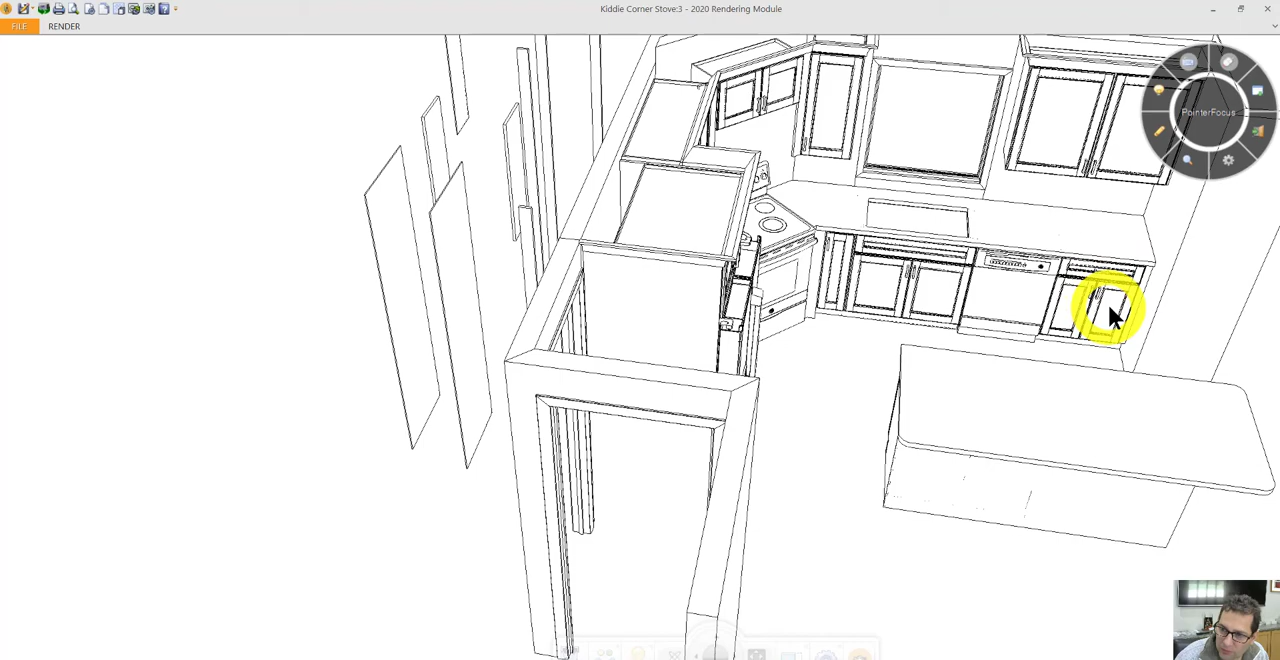 Kiddie Corner Stove:3 - 2020 Rendering Module
FILE RENDER
PointerFocus